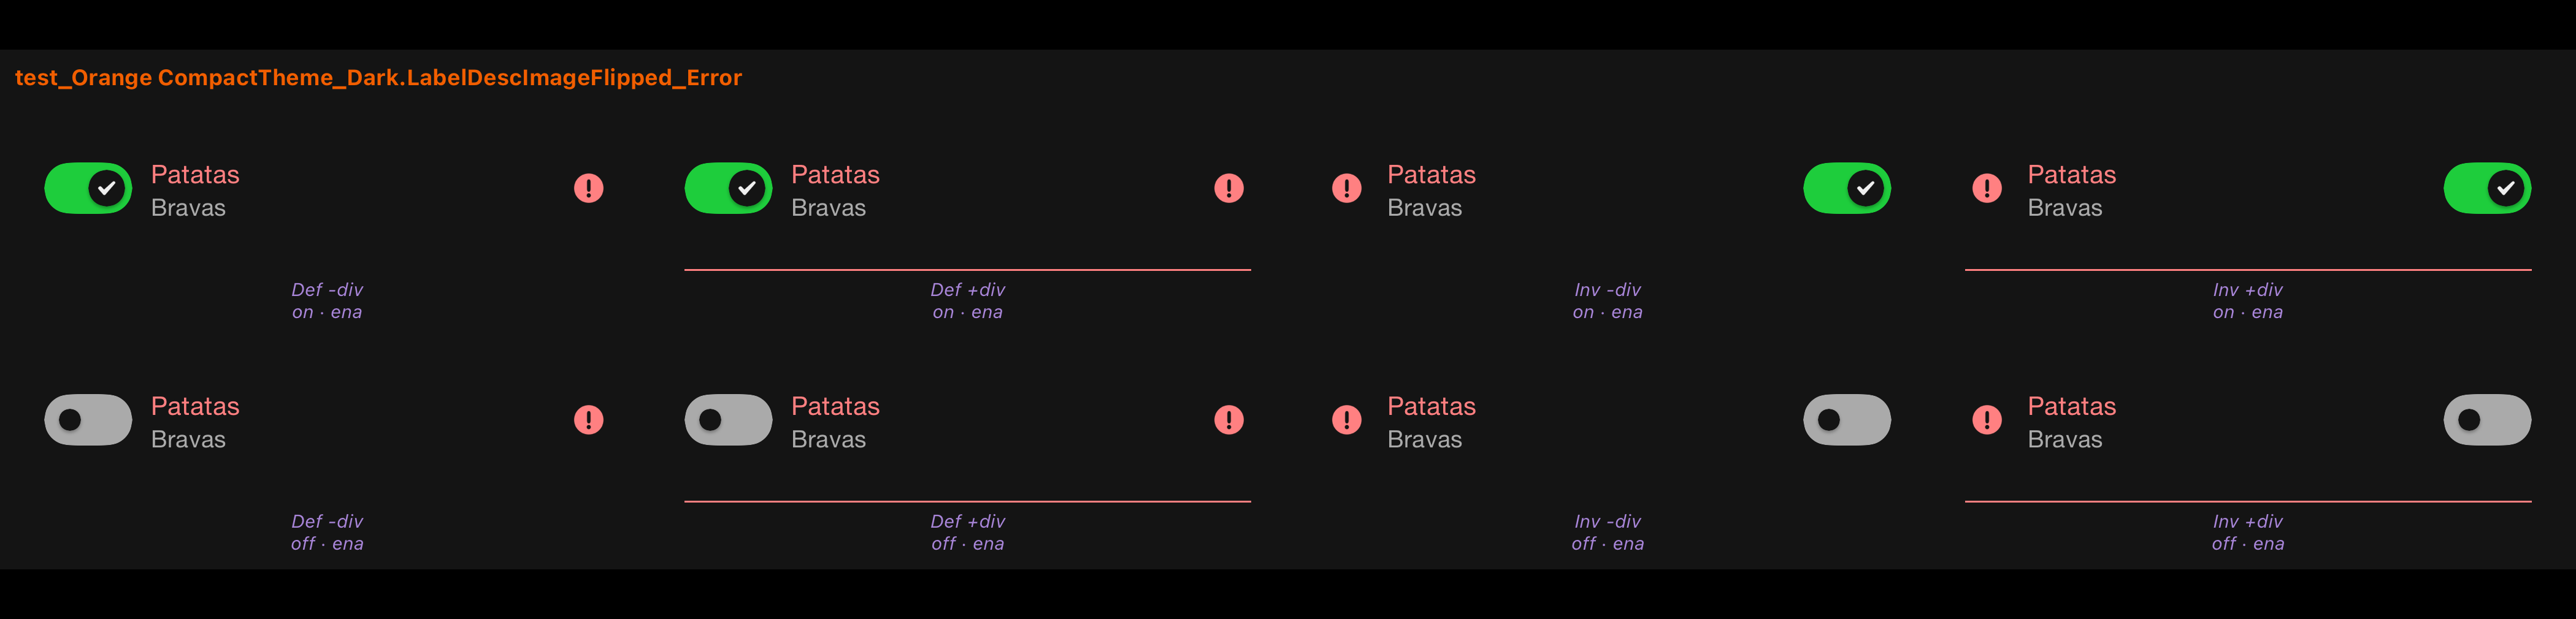 test_Orange CompactTheme_Dark.LabelDescImageFlipped_Error
Patatas
Bravas
Def -div
on · ena
Patatas
Bravas
Def +div
on · ena
Patatas
Bravas
Inv -div
on · ena
Patatas
Bravas
Inv +div
on · ena
Patatas
Bravas
Def -div
off · ena
Patatas
Bravas
Def +div
off · ena
Patatas
Bravas
Inv -div
off · ena
Patatas
Bravas
Inv +div
off · ena